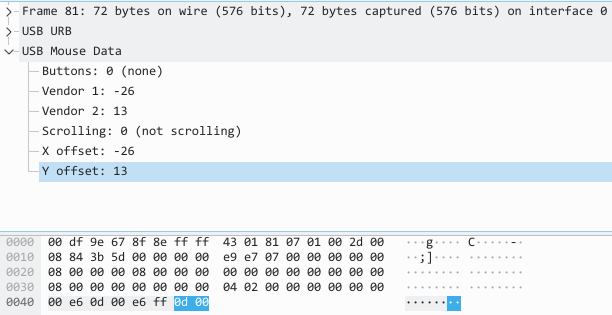 Frame 81: 72 bytes on wire (576 bits), 72 bytes captured (576 bits) on interface 0
USB URB
USB Mouse Data
Buttons: 0 (none)
Vendor 1: -26
Vendor 2: 13
Scrolling: 0 (not scrolling)
X offset: -26
Y offset: 13
0000 00 df 9e 67 8f 8e ff ff 43 01 81 07 01 00 2d 00 ···g···· C·····-·
0010 08 84 3b 5d 00 00 00 00 e9 e7 07 00 00 00 00 00 ··;]···· ········
0020 08 00 00 00 08 00 00 00 00 00 00 00 00 00 00 00 ········ ········
0030 08 00 00 00 00 00 00 00 04 02 00 00 00 00 00 00 ········ ········
0040 00 e6 0d 00 e6 ff 0d 00 ········